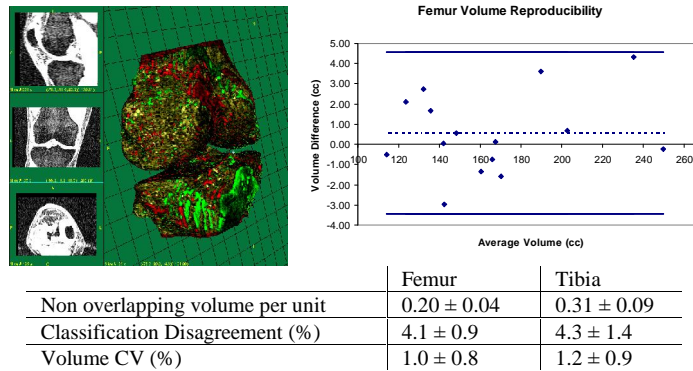 Femur Volume Reproducibility
Volume Difference (cc)
5.00
4.00
3.00
2.00
1.00
0.00
-1.00
-2.00
-3.00
-4.00
100 120 140 160 180 200 220 240 260
Average Volume (cc)
Femur Tibia
Non overlapping volume per unit 0.20 ± 0.04 0.31 ± 0.09
Classification Disagreement (%) 4.1 ± 0.9 4.3 ± 1.4
Volume CV (%) 1.0 ± 0.8 1.2 ± 0.9